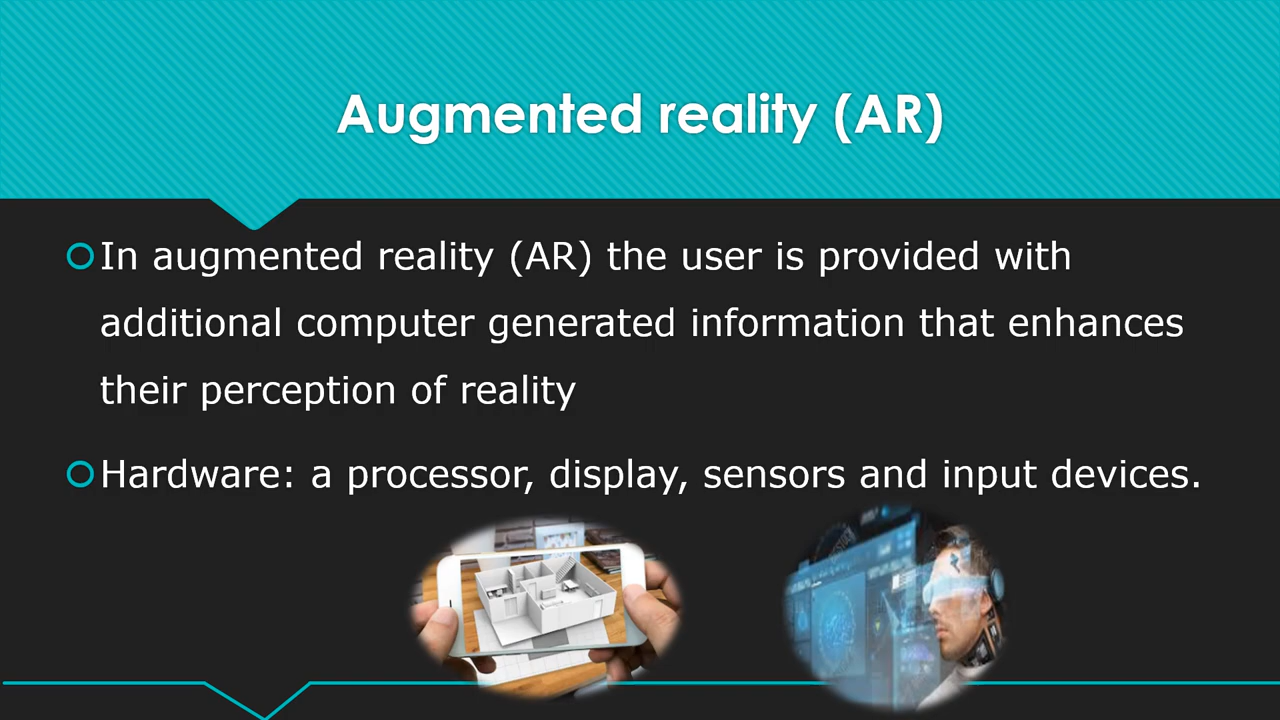 Augmented reality (AR)
In augmented reality (AR) the user is provided with
additional computer generated information that enhances
their perception of reality
Hardware: a processor, display, sensors and input devices.